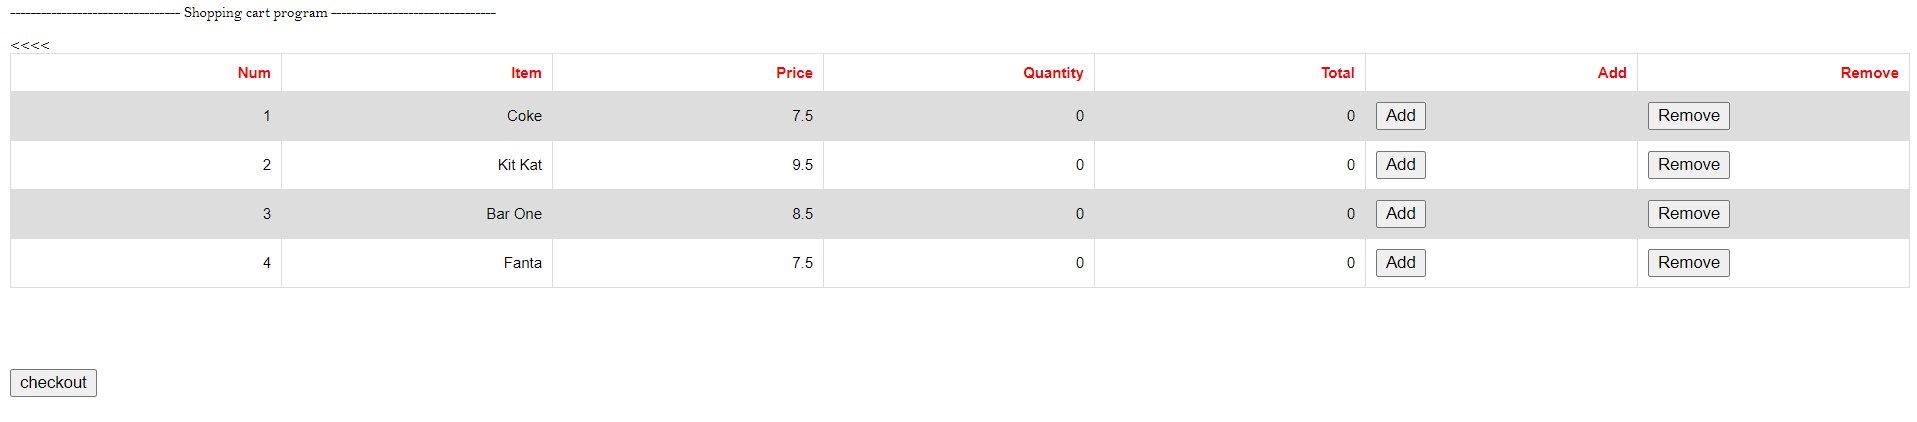 ---------------------------------- Shopping cart program ---------------------------------
<<<<
Num Item Price Quantity Total Add Remove
1 Coke 7.5 0 0 Add Remove
2 Kit Kat 9.5 0 0 Add Remove
3 Bar One 8.5 0 0 Add Remove
4 Fanta 7.5 0 0 Add Remove
checkout